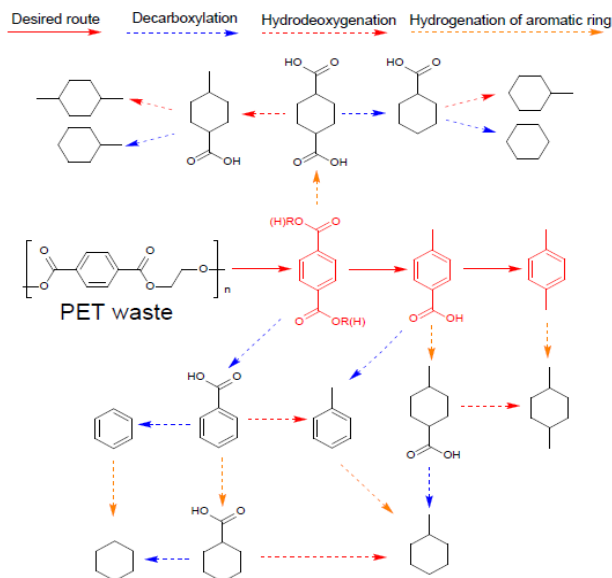 Desired route Decarboxylation Hydrodeoxygenation Hydrogenation of aromatic ring
HO O HO O
HO O
O OH O OH
(H)RO O
O O
O O n
PET waste
O OR(H) O OH
HO O
O OH
HO O